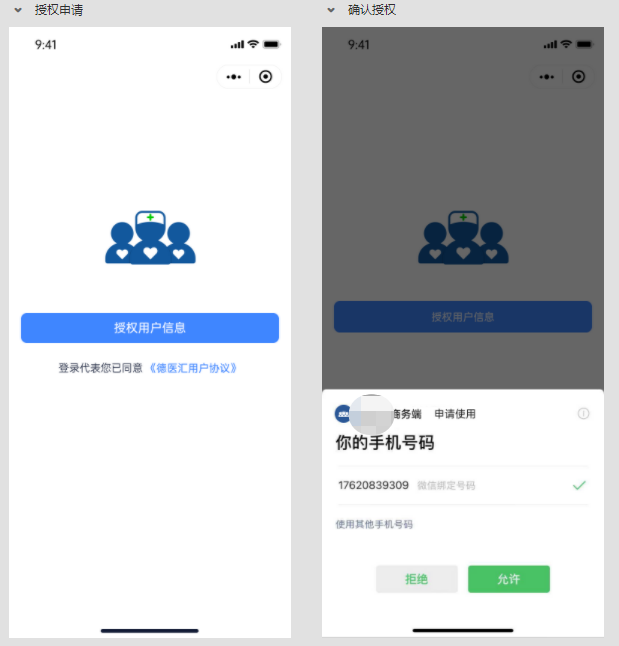 授权申请
9:41
授权用户信息
登录代表您已同意《德医汇用户协议》
确认授权
9:41
授权用户信息
商务端 申请使用
你的手机号码
17620839309 微信绑定号码
使用其他手机号码
拒绝
允许